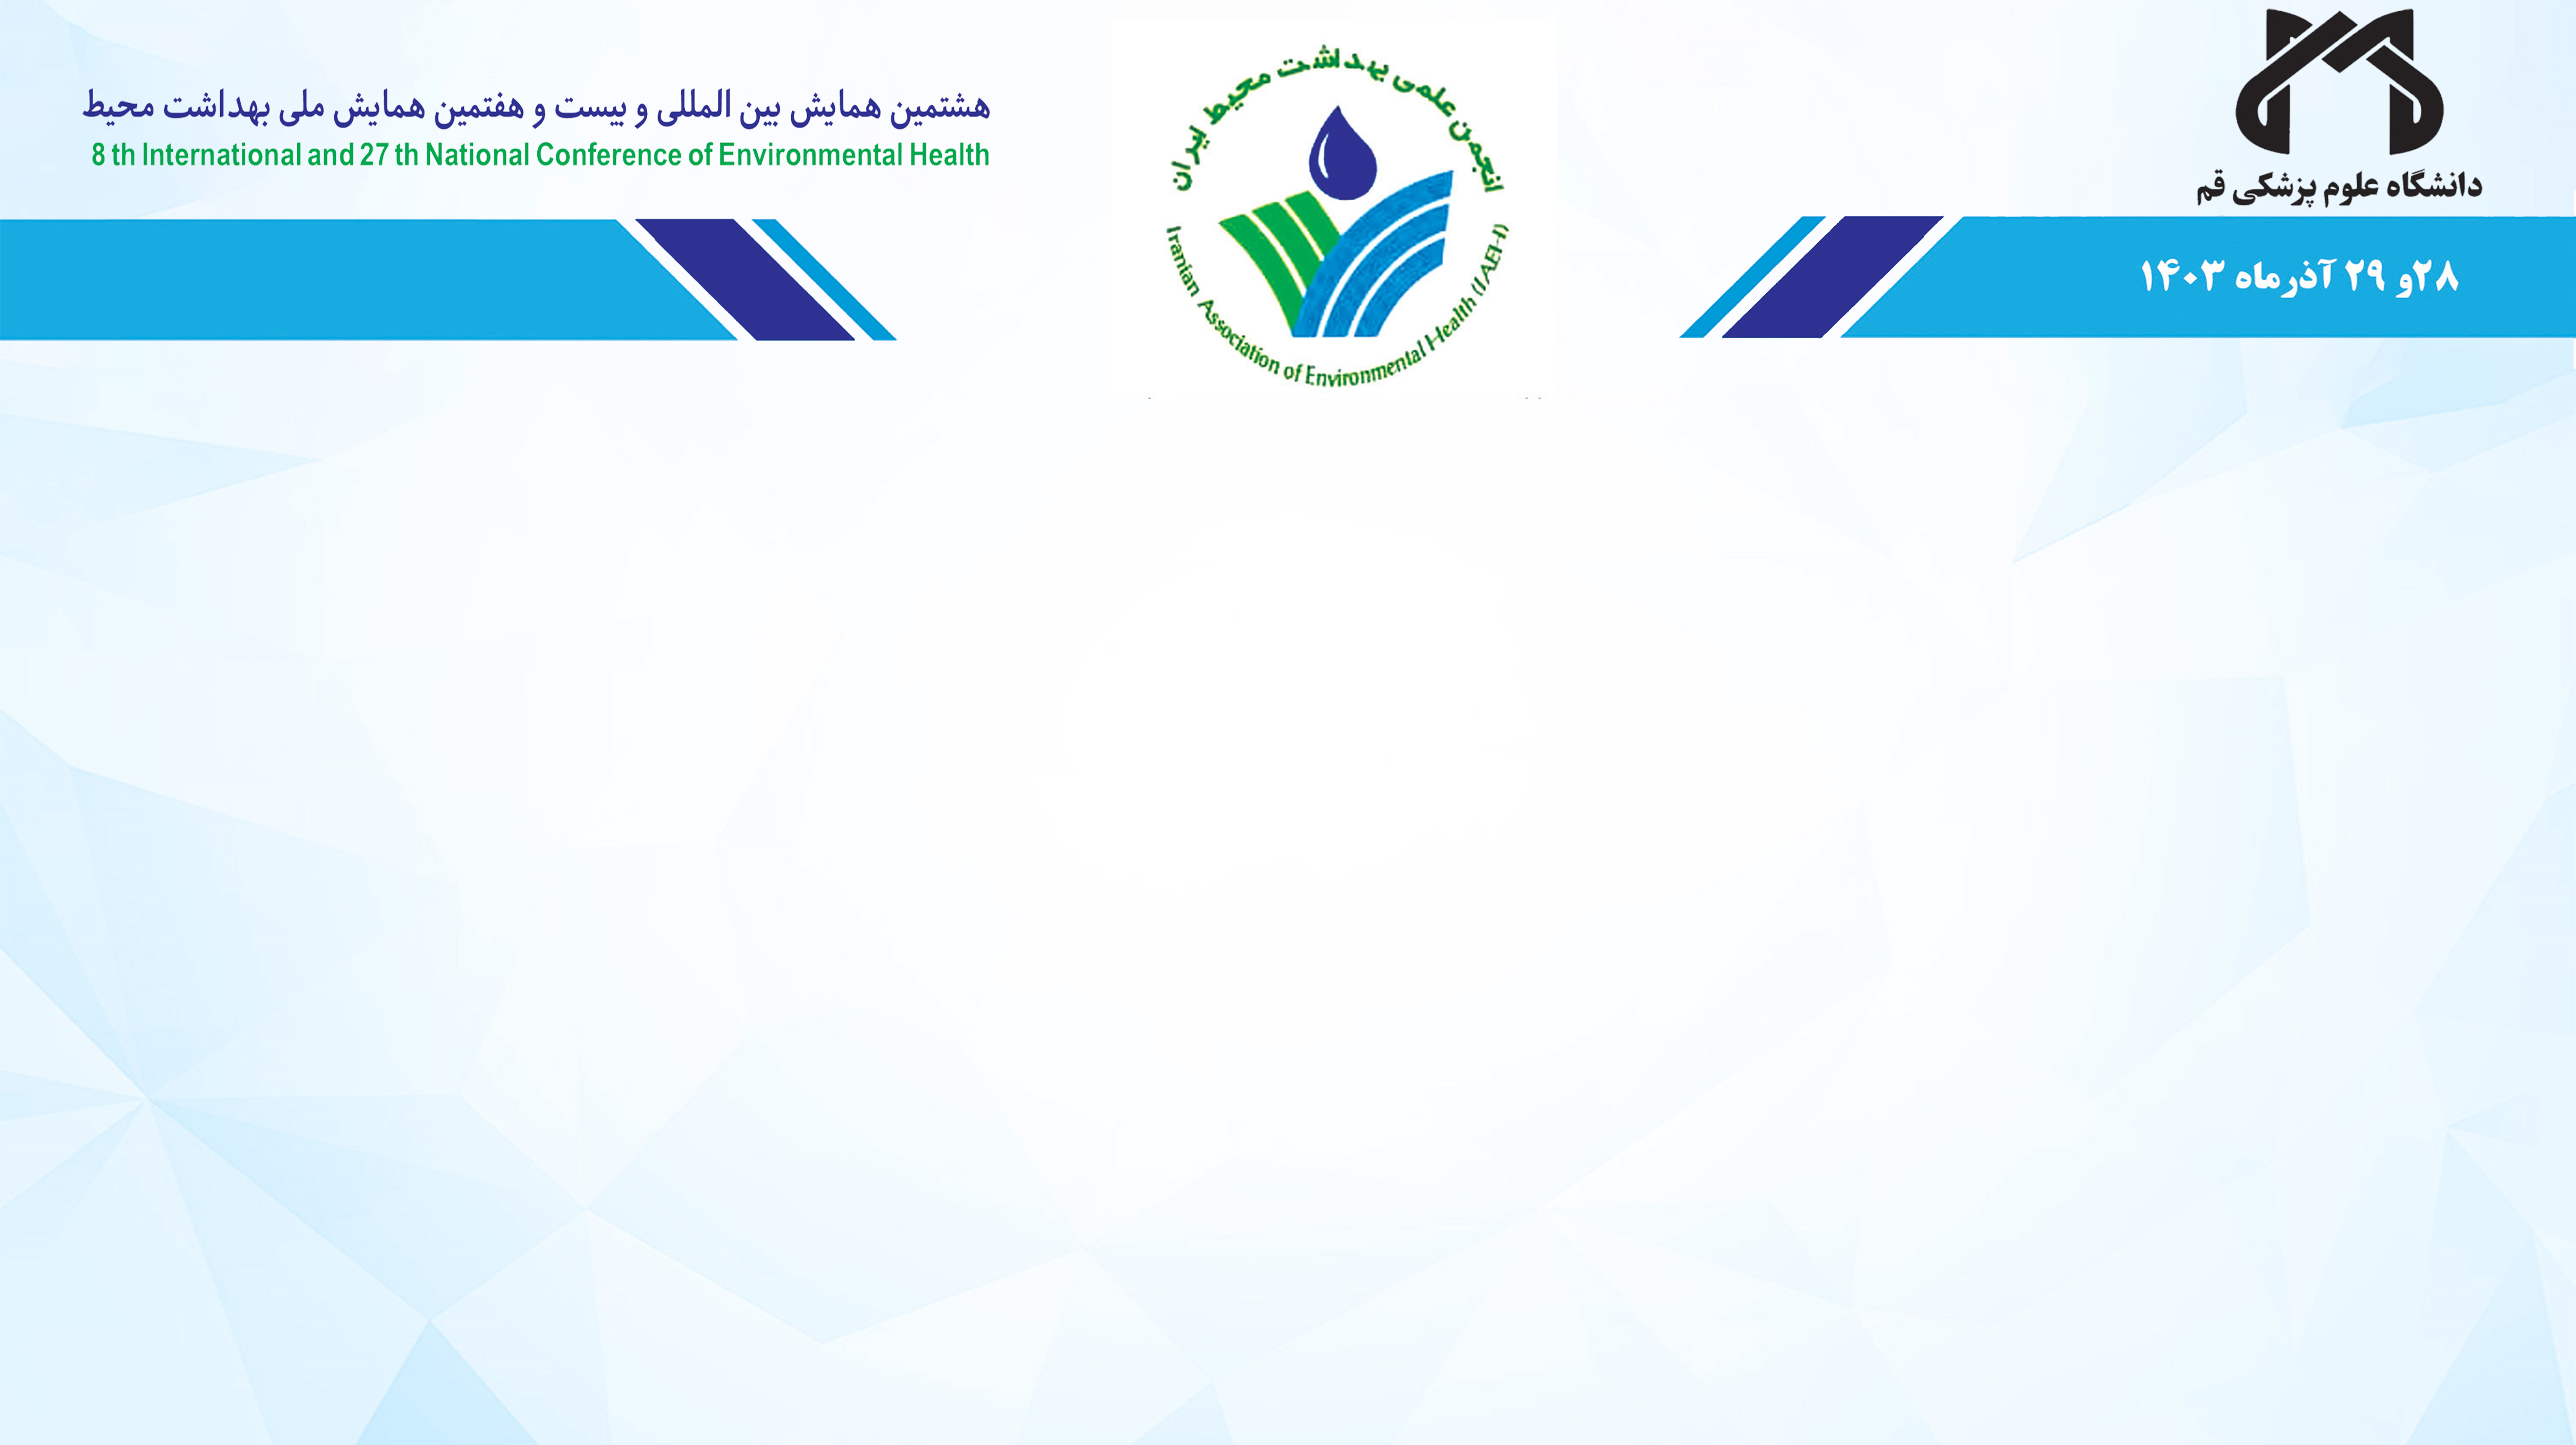 هشتمین همایش بین المللی و بیست و هفتمین همایش ملی بهداشت محیط
8 th International and 27 th National Conference of Environmental Health
انجمن علمی بهداشت محیط ایران
Iranian Association of Environmental Health (IAEH)
دانشگاه علوم پزشکی قم
۲۸و ۲۹ آذرماه ۱۴۰۳